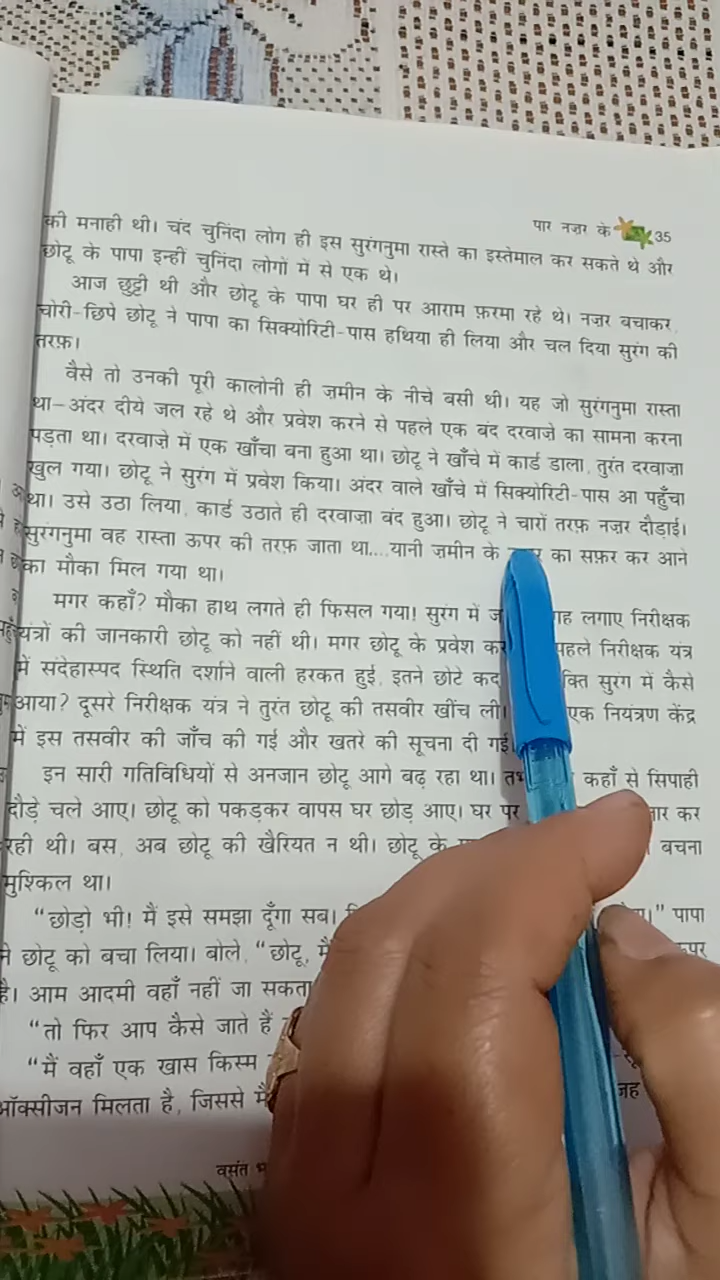 पार नज़र के 35
की मनाही थी। चंद चुनिंदा लोग ही इस सुरंगनुमा रास्ते का इस्तेमाल कर सकते थे और
छोटू के पापा इन्हीं चुनिंदा लोगों में से एक थे।
आज छुट्टी थी और छोटू के पापा घर ही पर आराम फ़रमा रहे थे। नज़र बचाकर
चोरी-छिपे छोटू ने पापा का सिक्योरिटी-पास हथिया ही लिया और चल दिया सुरंग की
तरफ़।
वैसे तो उनकी पूरी कालोनी ही ज़मीन के नीचे बसी थी। यह जो सुरंगनुमा रास्ता
था—अंदर दीये जल रहे थे और प्रवेश करने से पहले एक बंद दरवाज़े का सामना करना
पड़ता था। दरवाज़े में एक खाँचा बना हुआ था। छोटू ने खाँचे में कार्ड डाला, तुरंत दरवाज़ा
खुल गया। छोटू ने सुरंग में प्रवेश किया। अंदर वाले खाँचे में सिक्योरिटी-पास आ पहुँचा
था। उसे उठा लिया, कार्ड उठाते ही दरवाज़ा बंद हुआ। छोटू ने चारों तरफ़ नज़र दौड़ाई।
सुरंगनुमा वह रास्ता ऊपर की तरफ़ जाता था....यानी ज़मीन के का सफ़र कर आने
का मौका मिल गया था।
मगर कहाँ? मौका हाथ लगते ही फिसल गया! सुरंग में लगाए निरीक्षक
यंत्रों की जानकारी छोटू को नहीं थी। मगर छोटू के प्रवेश पहले निरीक्षक यंत्र
में संदेहास्पद स्थिति दर्शाने वाली हरकत हुई, इतने छोटे कद सुरंग में कैसे
आया? दूसरे निरीक्षक यंत्र ने तुरंत छोटू की तसवीर खींच ली। एक नियंत्रण केंद्र
में इस तसवीर की जाँच की गई और खतरे की सूचना दी गई।
इन सारी गतिविधियों से अनजान छोटू आगे बढ़ रहा था। कहाँ से सिपाही
दौड़े चले आए। छोटू को पकड़कर वापस घर छोड़ आए। घर पर कर
रही थी। बस, अब छोटू की खैरियत न थी। छोटू के बचना
मुश्किल था।
“छोड़ो भी! मैं इसे समझा दूँगा सब। पापा
ने छोटू को बचा लिया। बोले, “छोटू,
है। आम आदमी वहाँ नहीं जा सकता
“तो फिर आप कैसे जाते हैं
“मैं वहाँ एक खास किस्म
ऑक्सीजन मिलता है, जिससे
वसंत